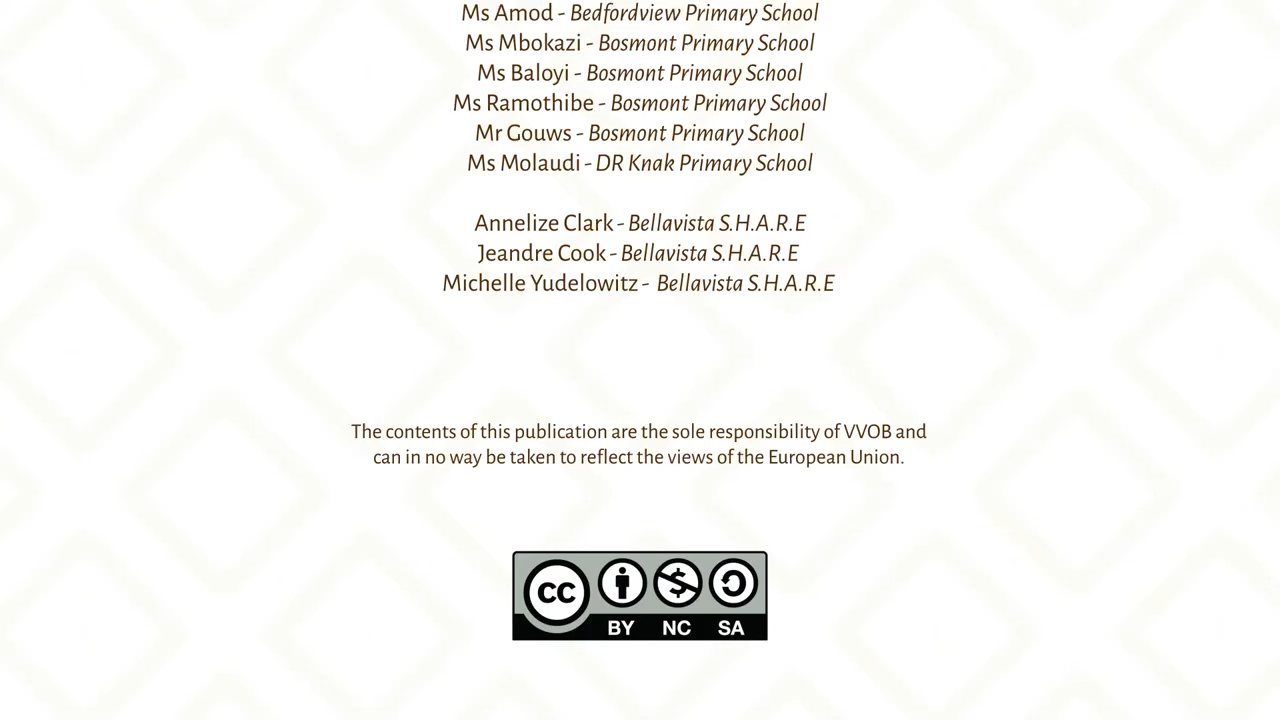 Ms Amod - Bedfordview Primary School
Ms Mbokazi - Bosmont Primary School
Ms Baloyi - Bosmont Primary School
Ms Ramothibe - Bosmont Primary School
Mr Gouws - Bosmont Primary School
Ms Molaudi - DR Knak Primary School
Annelize Clark - Bellavista S.H.A.R.E
Jeandre Cook - Bellavista S.H.A.R.E
Michelle Yudelowitz - Bellavista S.H.A.R.E
The contents of this publication are the sole responsibility of VVOB and
can in no way be taken to reflect the views of the European Union.
cc $
BY NC SA